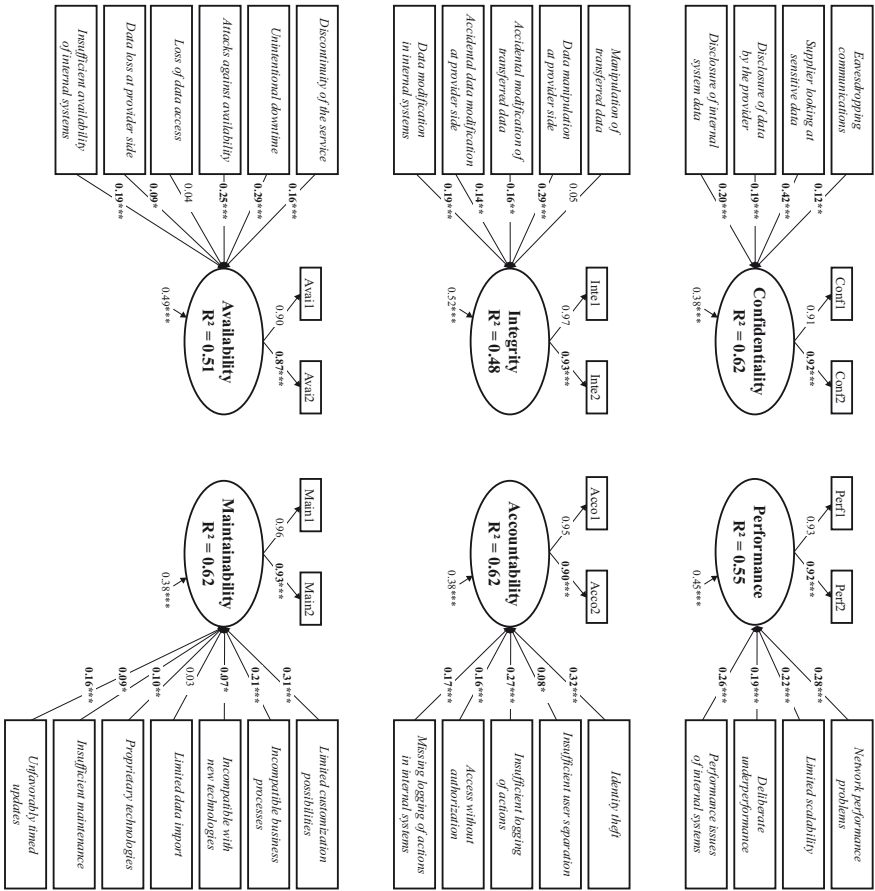 Eavesdropping
communications
Supplier looking at
sensitive data
Disclosure of data
by the provider
Disclosure of internal
system data
0.12**
0.42***
0.19***
0.20***
Conf1
Conf2
0.91
0.92***
Confidentiality
R² = 0.62
0.38***
Perf1
Perf2
0.93
0.92***
Performance
R² = 0.55
0.45***
0.28***
0.22***
0.19***
0.26***
Network performance
problems
Limited scalability
Deliberate
underperformance
Performance issues
of internal systems
Manipulation of
transferred data
Data manipulation
at provider side
Accidental modification of
transferred data
Accidental data modification
at provider side
Data modification
in internal systems
0.05
0.29***
0.16**
0.14**
0.19***
Inte1
Inte2
0.97
0.93***
Integrity
R² = 0.48
0.52***
Acco1
Acco2
0.95
0.90***
Accountability
R² = 0.62
0.38***
0.32***
0.08*
0.27***
0.16***
0.17***
Identity theft
Insufficient user separation
Insufficient logging
of actions
Access without
authorization
Missing logging of actions
in internal systems
Discontinuity of the service
Unintentional downtime
Attacks against availability
Loss of data access
Data loss at provider side
Insufficient availability
of internal systems
0.16***
0.29***
0.25***
0.04
0.09*
0.19***
Avai1
Avai2
0.90
0.87***
Availability
R² = 0.51
0.49***
Main1
Main2
0.96
0.93***
Maintainability
R² = 0.62
0.38***
0.31***
0.21***
0.07*
0.03
0.10**
0.09*
0.16***
Limited customization
possibilities
Incompatible business
processes
Incompatible with
new technologies
Limited data import
Proprietary technologies
Insufficient maintenance
Unfavorably timed
updates